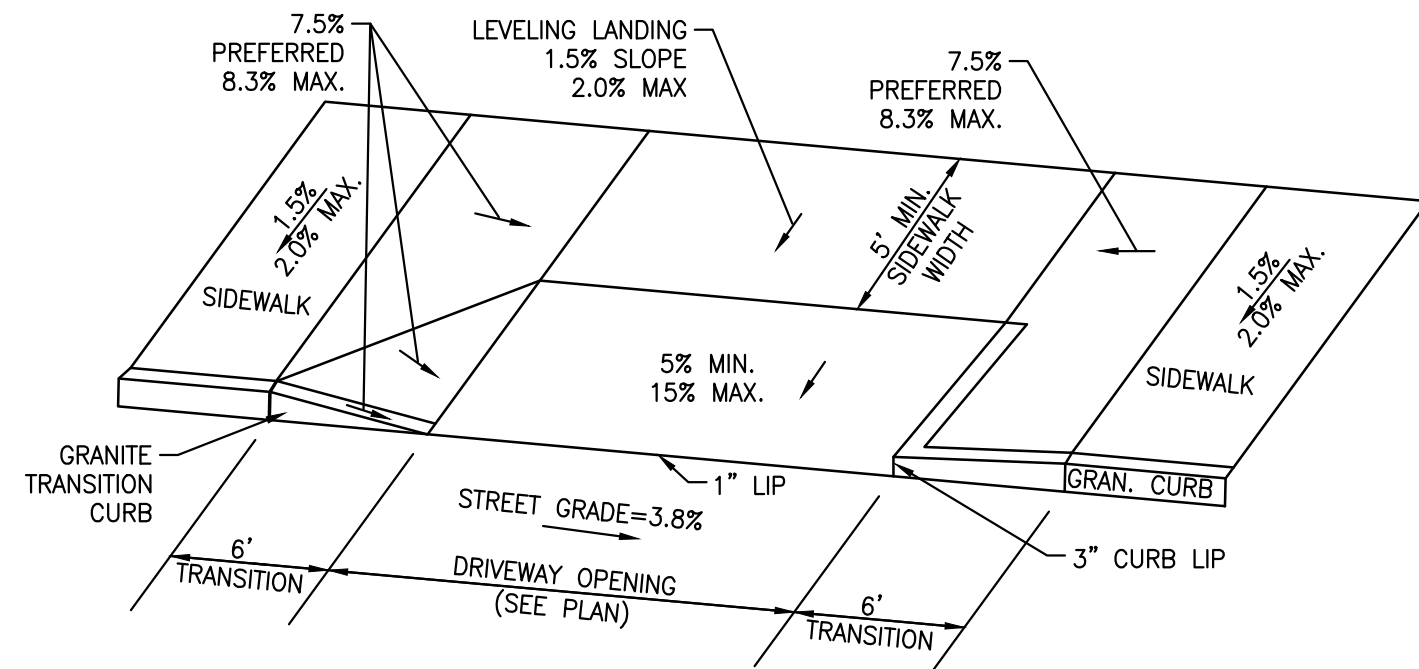 7.5%
PREFERRED
8.3% MAX.
LEVELING LANDING
1.5% SLOPE
2.0% MAX
7.5%
PREFERRED
8.3% MAX.
1.5%
2.0% MAX.
SIDEWALK
5' MIN.
SIDEWALK
WIDTH
1.5%
2.0% MAX.
SIDEWALK
5% MIN.
15% MAX.
GRANITE
TRANSITION
CURB
1" LIP
GRAN. CURB
STREET GRADE=3.8%
3" CURB LIP
6'
TRANSITION
DRIVEWAY OPENING
(SEE PLAN)
6'
TRANSITION